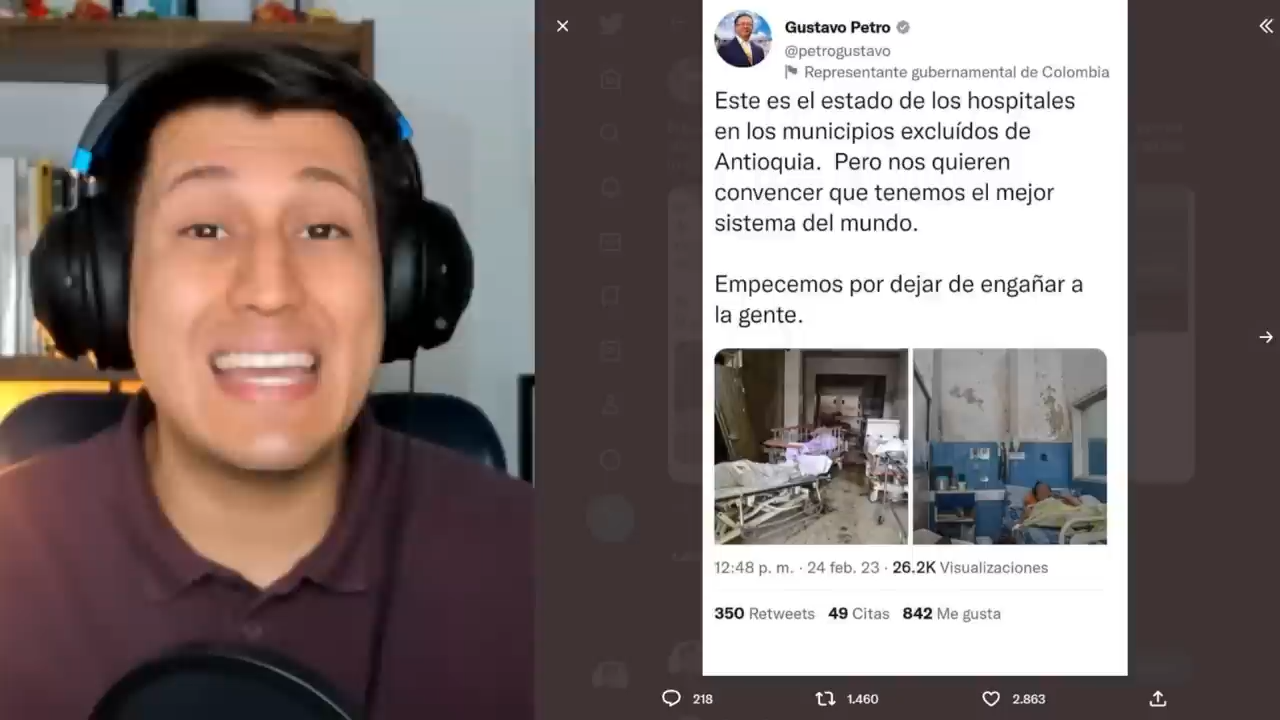 Gustavo Petro
@petrogustavo
Representante gubernamental de Colombia
Este es el estado de los hospitales
en los municipios excluídos de
Antioquia.  Pero nos quieren
convencer que tenemos el mejor
sistema del mundo.
Empecemos por dejar de engañar a
la gente.
12:48 p. m. · 24 feb. 23 · 26.2K Visualizaciones
350 Retweets 49 Citas 842 Me gusta
218 1.460 2.863